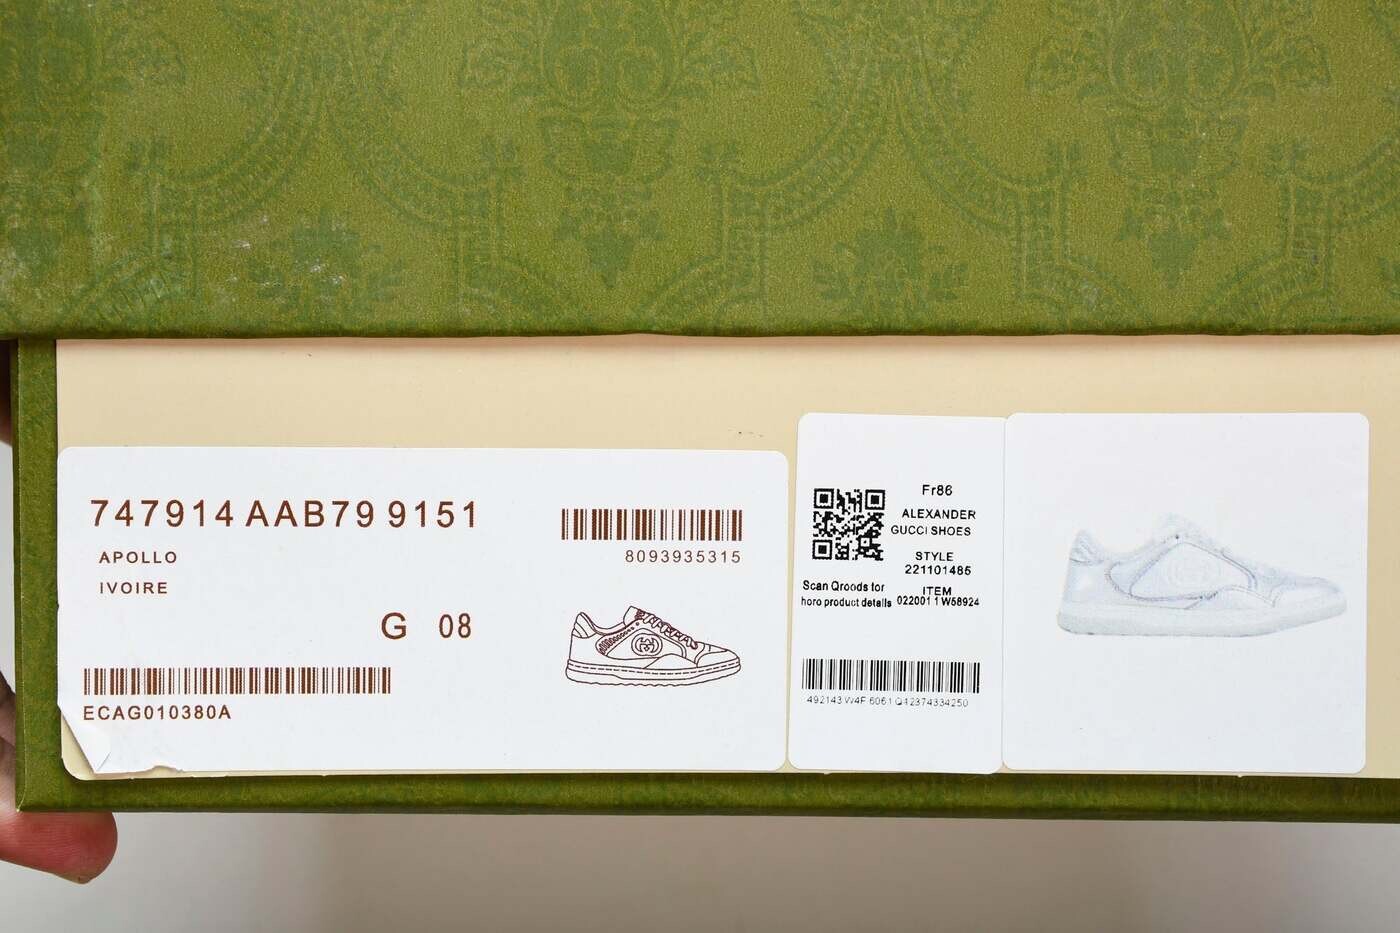 747914 AAB79 9151
APOLLO
IVOIRE
8093935315
G 08
ECAG010380A
Fr86
ALEXANDER
GUCCI SHOES
STYLE
221101485
Scan Qroods for
horo product details
ITEM
022001 1 W58924
492143 W4F 6061 Q42374334250